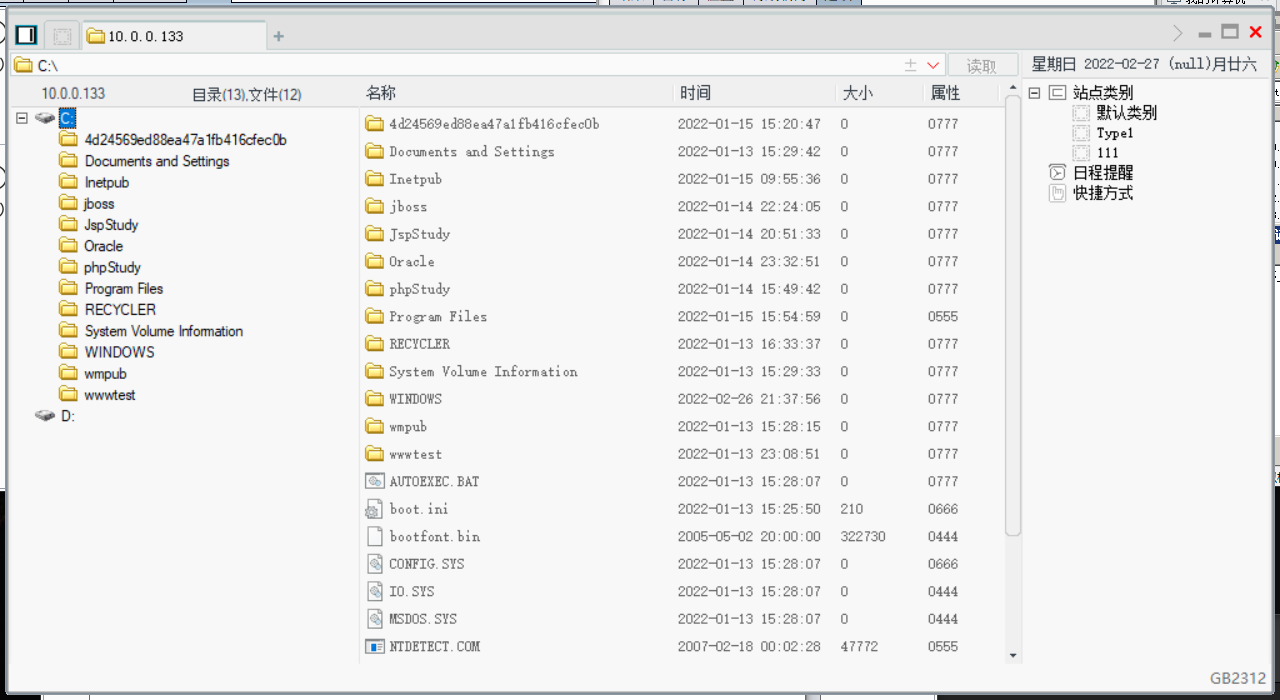 10.0.0.133
C:\
读取
星期日 2022-02-27 (null)月廿六
10.0.0.133 目录(13),文件(12)
名称 时间 大小 属性
C:
4d24569ed88ea47a1fb416cfec0b
Documents and Settings
Inetpub
jboss
JspStudy
Oracle
phpStudy
Program Files
RECYCLER
System Volume Information
WINDOWS
wmpub
wwwtest
D:
4d24569ed88ea47a1fb416cfec0b 2022-01-15 15:20:47 0 0777
Documents and Settings 2022-01-13 15:29:42 0 0777
Inetpub 2022-01-15 09:55:36 0 0777
jboss 2022-01-14 22:24:05 0 0777
JspStudy 2022-01-14 20:51:33 0 0777
Oracle 2022-01-14 23:32:51 0 0777
phpStudy 2022-01-14 15:49:42 0 0777
Program Files 2022-01-15 15:54:59 0 0555
RECYCLER 2022-01-13 16:33:37 0 0777
System Volume Information 2022-01-13 15:29:33 0 0777
WINDOWS 2022-02-26 21:37:56 0 0777
wmpub 2022-01-13 15:28:15 0 0777
wwwtest 2022-01-13 23:08:51 0 0777
AUTOEXEC.BAT 2022-01-13 15:28:07 0 0777
boot.ini 2022-01-13 15:25:50 210 0666
bootfont.bin 2005-05-02 20:00:00 322730 0444
CONFIG.SYS 2022-01-13 15:28:07 0 0666
IO.SYS 2022-01-13 15:28:07 0 0444
MSDOS.SYS 2022-01-13 15:28:07 0 0444
NTDETECT.COM 2007-02-18 00:02:28 47772 0555
站点类别
默认类别
Type1
111
日程提醒
快捷方式
GB2312